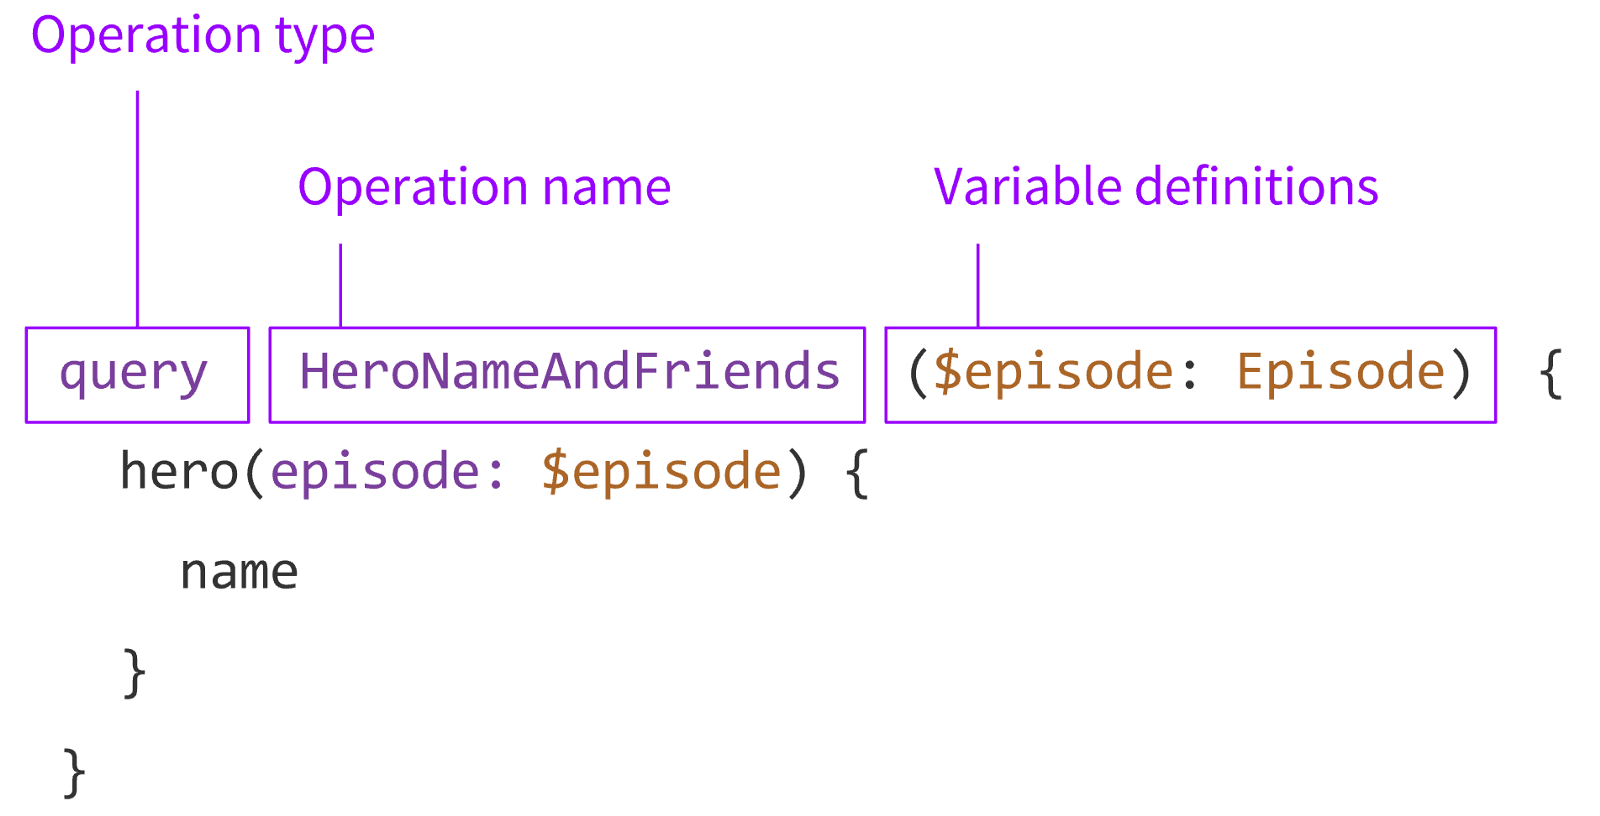 Operation type
Operation name Variable definitions
query HeroNameAndFriends ($episode: Episode) {
hero(episode: $episode) {
name
}
}